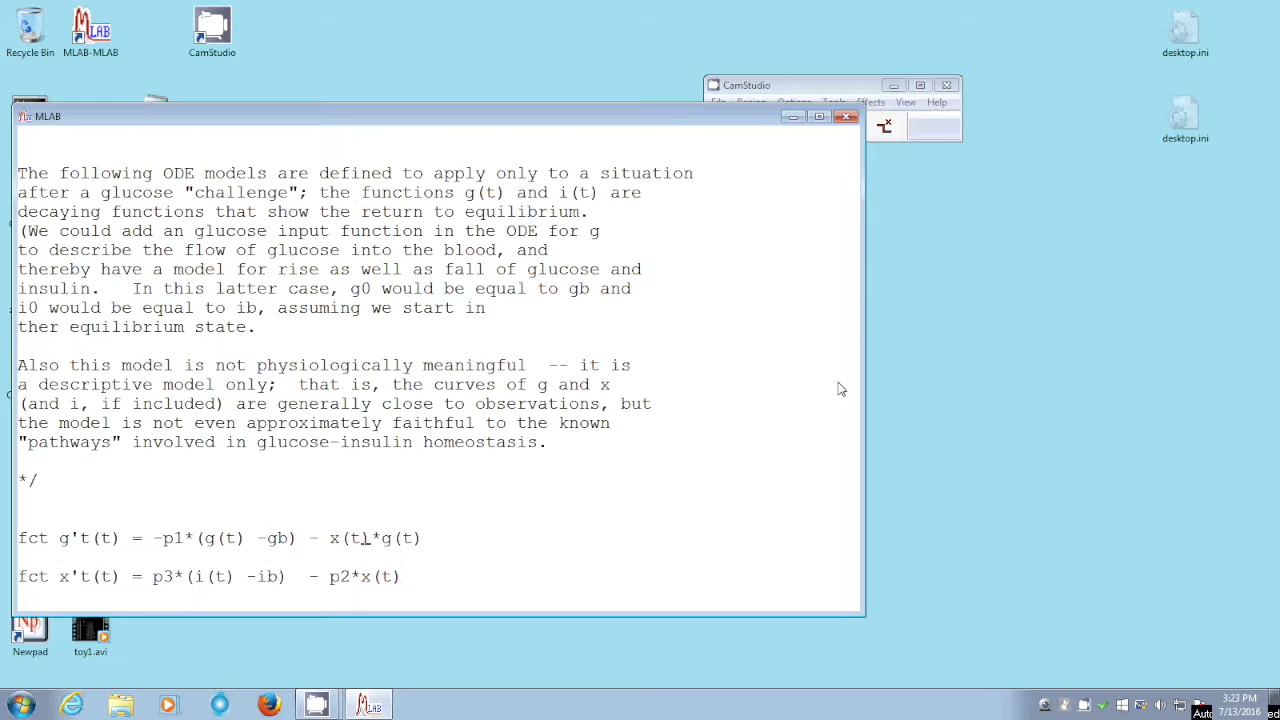 Recycle Bin
MLAB-MLAB
CamStudio
desktop.ini
CamStudio
Effects View Help
MLAB
desktop.ini
The following ODE models are defined to apply only to a situation
after a glucose "challenge"; the functions g(t) and i(t) are
decaying functions that show the return to equilibrium.
(We could add an glucose input function in the ODE for g
to describe the flow of glucose into the blood, and
thereby have a model for rise as well as fall of glucose and
insulin. In this latter case, g0 would be equal to gb and
i0 would be equal to ib, assuming we start in
ther equilibrium state.
Also this model is not physiologically meaningful -- it is
a descriptive model only; that is, the curves of g and x
(and i, if included) are generally close to observations, but
the model is not even approximately faithful to the known
"pathways" involved in glucose-insulin homeostasis.
*/
fct g't(t) = -p1*(g(t) -gb) - x(t)*g(t)
fct x't(t) = p3*(i(t) -ib) - p2*x(t)
Np
Newpad
toy1.avi
3:23 PM
7/13/2016